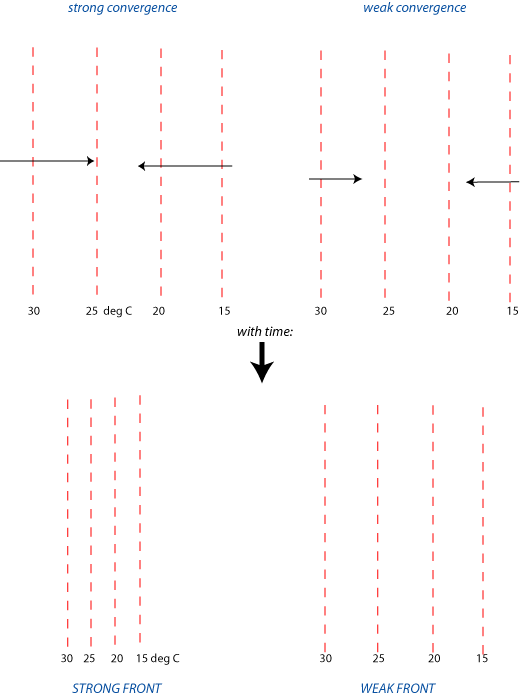 strong convergence
weak convergence
30 25 deg C 20 15
30 25 20 15
with time:
30 25 20 15 deg C
30 25 20 15
STRONG FRONT
WEAK FRONT